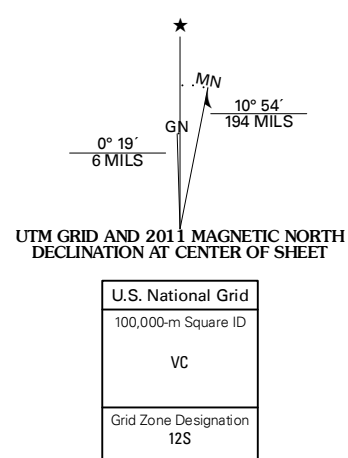 ★
MN
GN
10° 54´
194 MILS
0° 19´
6 MILS
UTM GRID AND 2011 MAGNETIC NORTH
DECLINATION AT CENTER OF SHEET
U.S. National Grid
100,000-m Square ID
VC
Grid Zone Designation
12S